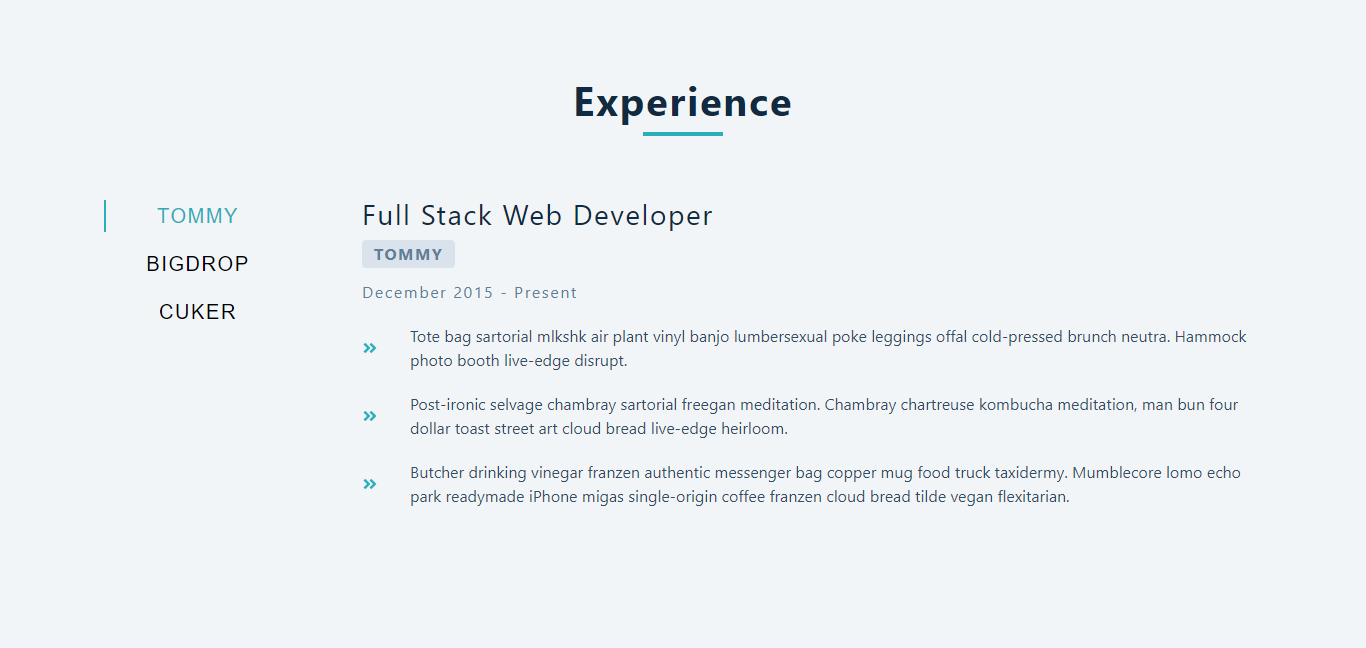 Experience
TOMMY
BIGDROP
CUKER
Full Stack Web Developer
TOMMY
December 2015 - Present
Tote bag sartorial mlkshk air plant vinyl banjo lumbersexual poke leggings offal cold-pressed brunch neutra. Hammock
photo booth live-edge disrupt.
Post-ironic selvage chambray sartorial freegan meditation. Chambray chartreuse kombucha meditation, man bun four
dollar toast street art cloud bread live-edge heirloom.
Butcher drinking vinegar franzen authentic messenger bag copper mug food truck taxidermy. Mumblecore lomo echo
park readymade iPhone migas single-origin coffee franzen cloud bread tilde vegan flexitarian.